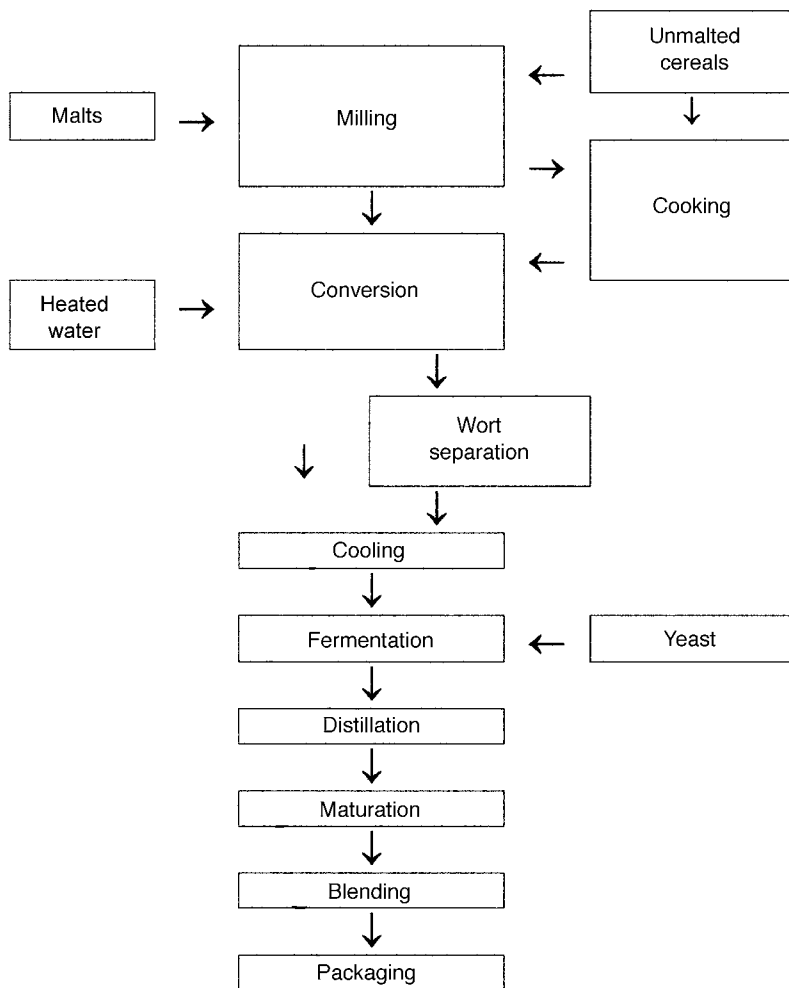 Unmalted
cereals
Malts
Milling
Cooking
Heated
water
Conversion
Wort
separation
Cooling
Fermentation
Yeast
Distillation
Maturation
Blending
Packaging